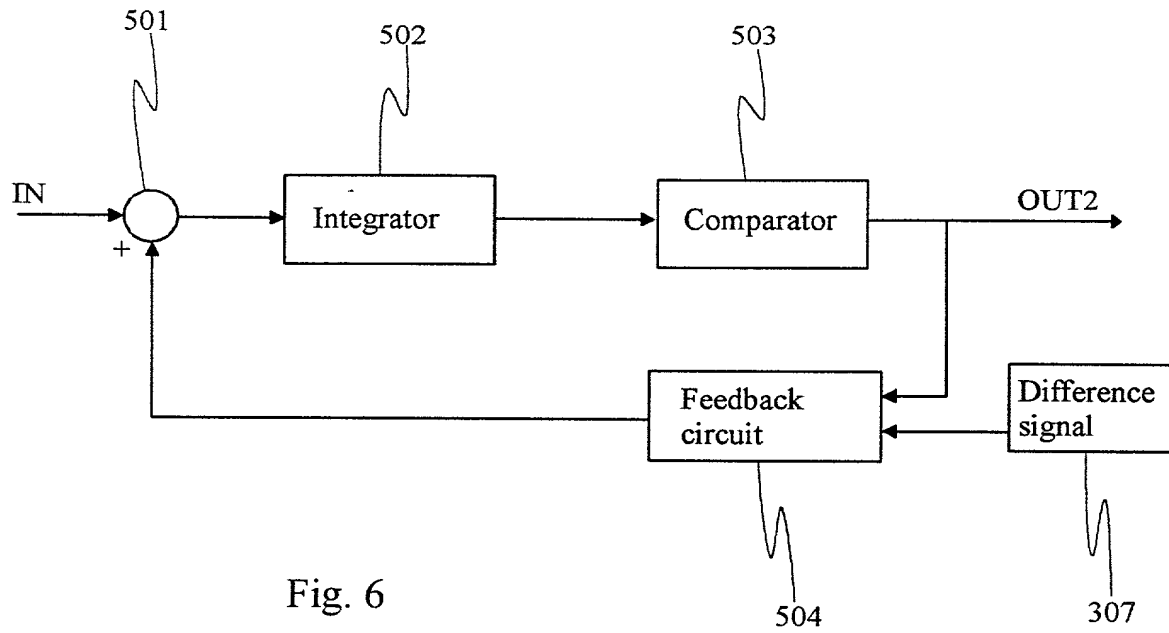 501
502
503
IN
+
Integrator
Comparator
OUT2
Feedback
circuit
Difference
signal
Fig. 6
504
307